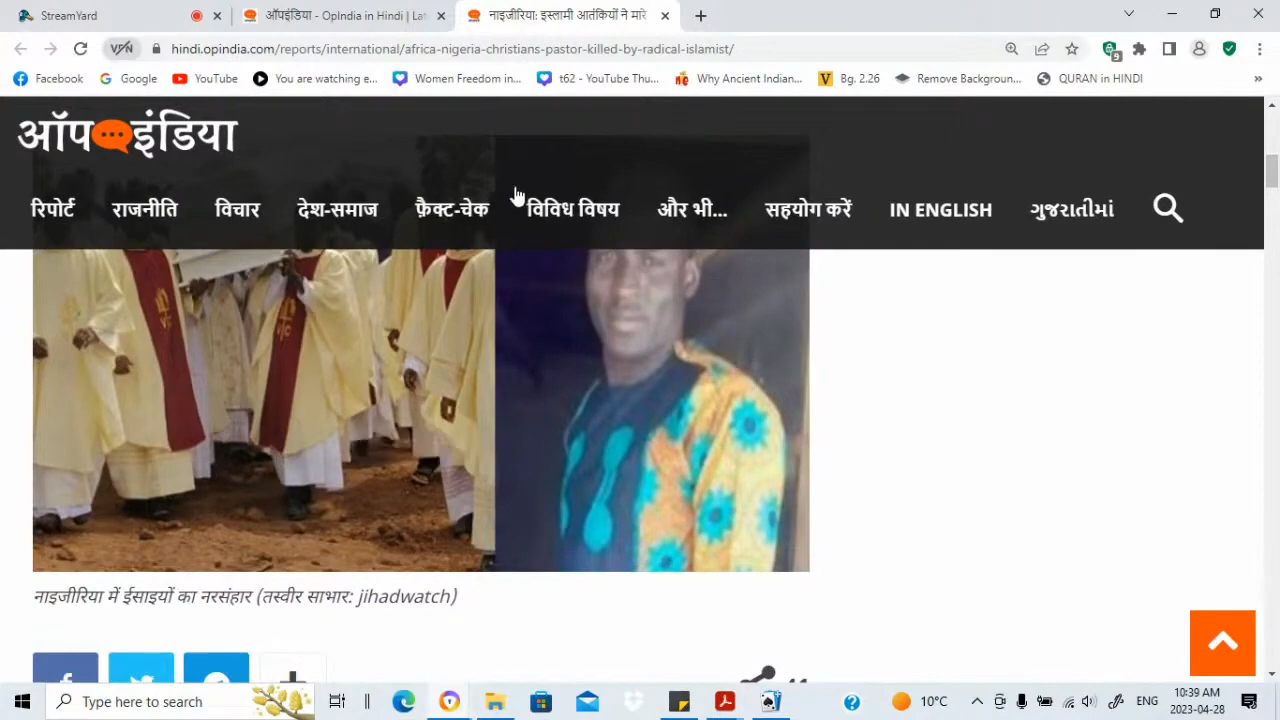 StreamYard
ऑपइंडिया - OpIndia in Hindi | Lat
नाइजीरिया: इस्लामी आतंकियों ने मारे
VPN
hindi.opindia.com/reports/international/africa-nigeria-christians-pastor-killed-by-radical-islamist/
9
Facebook
Google
YouTube
You are watching e...
Women Freedom in...
t62 - YouTube Thu...
Why Ancient Indian...
V Bg. 2.26
Remove Backgroun...
QURAN in HINDI
»
ऑपइंडिया
रिपोर्ट राजनीति विचार देश-समाज फ़ैक्ट-चेक विविध विषय और भी... सहयोग करें IN ENGLISH ગુજરાતીમાં
नाइजीरिया में ईसाइयों का नरसंहार (तस्वीर साभार: jihadwatch)
Type here to search
10°C
ENG
10:39 AM
2023-04-28